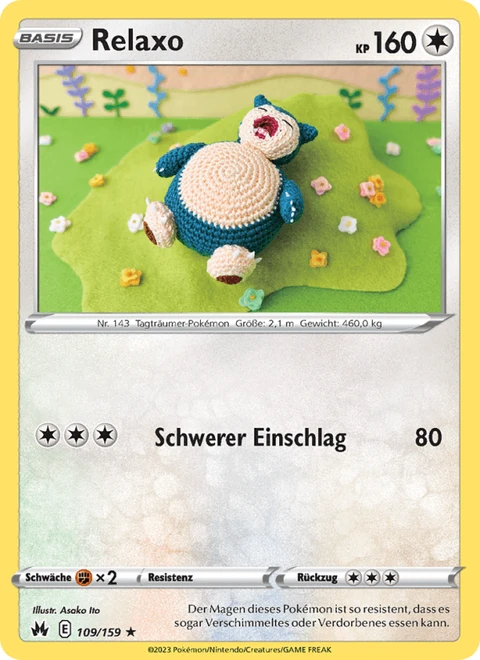 BASIS Relaxo KP 160
Nr. 143 Tagträumer-Pokémon Größe: 2,1 m Gewicht: 460,0 kg
Schwerer Einschlag 80
Schwäche ×2 Resistenz Rückzug
Illustr. Asako Ito
Der Magen dieses Pokémon ist so resistent, dass es
sogar Verschimmeltes oder Verdorbenes essen kann.
E 109/159 ★
©2023 Pokémon/Nintendo/Creatures/GAME FREAK